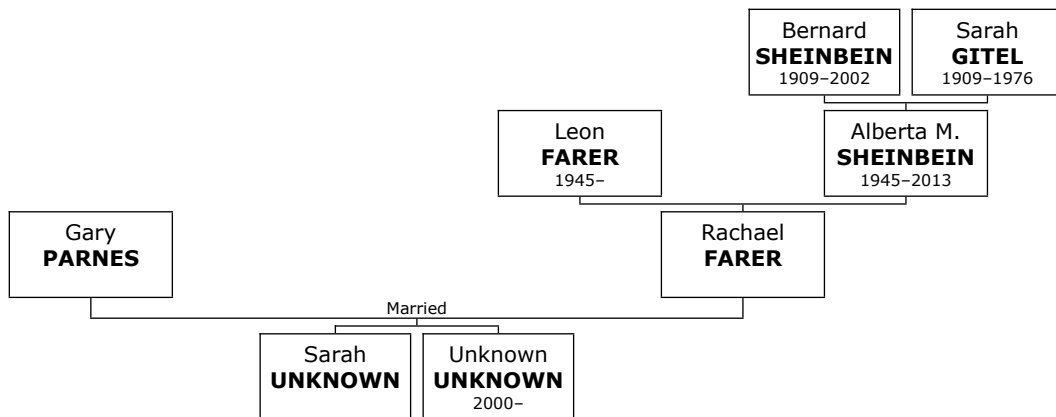 Bernard
SHEINBEIN
1909–2002
Sarah
GITEL
1909–1976
Leon
FARER
1945–
Alberta M.
SHEINBEIN
1945–2013
Gary
PARNES
Rachael
FARER
Married
Sarah
UNKNOWN
Unknown
UNKNOWN
2000–